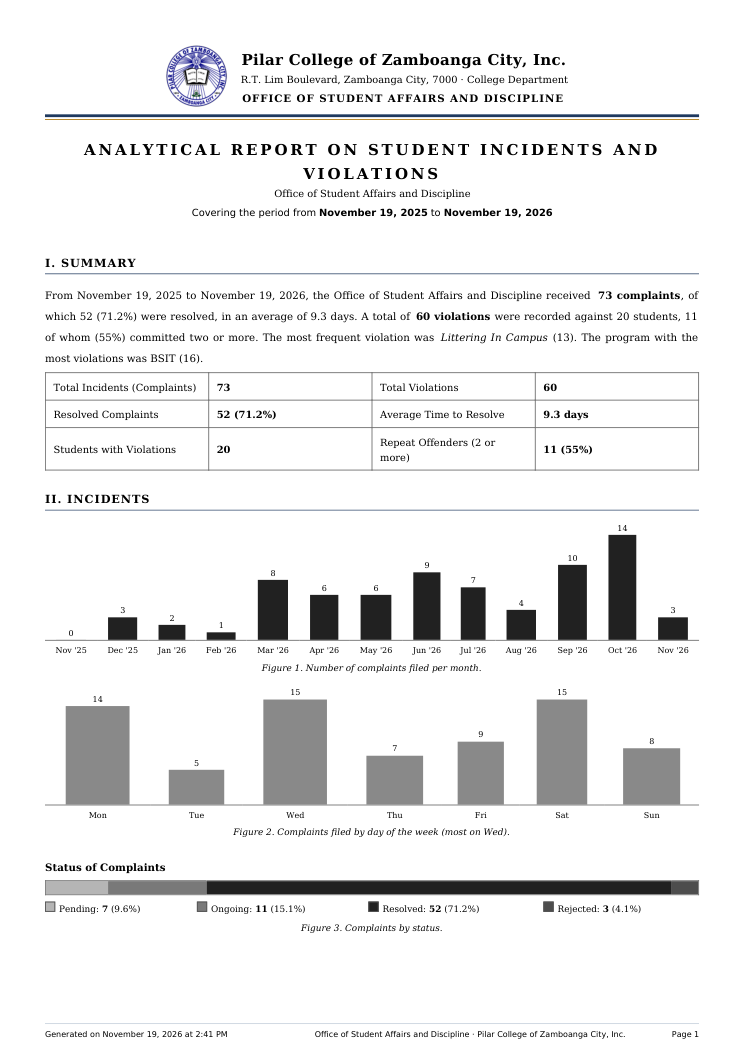 PILAR COLLEGE OF ZAMBOANGA CITY, INC.
ZAMBOANGA CITY
Pilar College of Zamboanga City, Inc.
R.T. Lim Boulevard, Zamboanga City, 7000 · College Department
OFFICE OF STUDENT AFFAIRS AND DISCIPLINE
ANALYTICAL REPORT ON STUDENT INCIDENTS AND
VIOLATIONS
Office of Student Affairs and Discipline
Covering the period from November 19, 2025 to November 19, 2026
I. SUMMARY
From November 19, 2025 to November 19, 2026, the Office of Student Affairs and Discipline received 73 complaints, of
which 52 (71.2%) were resolved, in an average of 9.3 days. A total of 60 violations were recorded against 20 students, 11
of whom (55%) committed two or more. The most frequent violation was Littering In Campus (13). The program with the
most violations was BSIT (16).
Total Incidents (Complaints) 73 Total Violations 60
Resolved Complaints 52 (71.2%) Average Time to Resolve 9.3 days
Students with Violations 20 Repeat Offenders (2 or
more) 11 (55%)
II. INCIDENTS
0 3 2 1 8 6 6 9 7 4 10 14 3
Nov '25 Dec '25 Jan '26 Feb '26 Mar '26 Apr '26 May '26 Jun '26 Jul '26 Aug '26 Sep '26 Oct '26 Nov '26
Figure 1. Number of complaints filed per month.
14 5 15 7 9 15 8
Mon Tue Wed Thu Fri Sat Sun
Figure 2. Complaints filed by day of the week (most on Wed).
Status of Complaints
Pending: 7 (9.6%) Ongoing: 11 (15.1%) Resolved: 52 (71.2%) Rejected: 3 (4.1%)
Figure 3. Complaints by status.
Generated on November 19, 2026 at 2:41 PM Office of Student Affairs and Discipline · Pilar College of Zamboanga City, Inc. Page 1